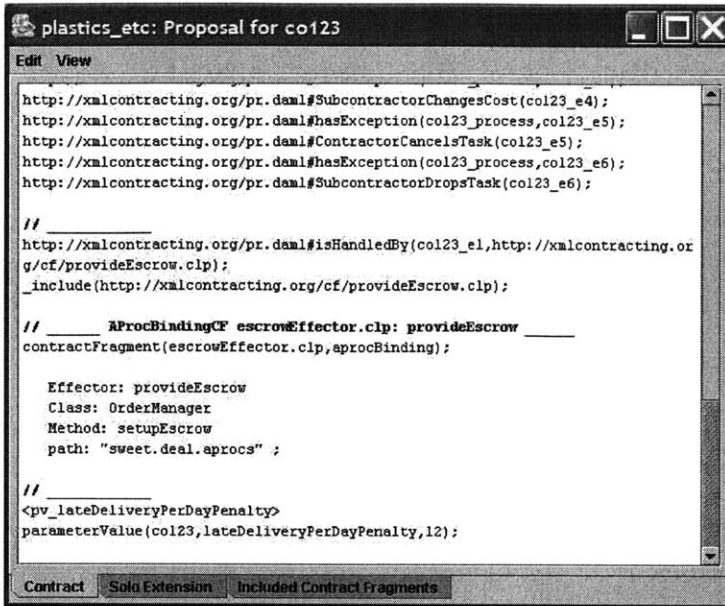 plastics_etc: Proposal for co123
Edit View
http://xmlcontracting.org/pr.daml#SubcontractorChangesCost(co123_e4);
http://xmlcontracting.org/pr.daml#hasException(co123_process,co123_e5);
http://xmlcontracting.org/pr.daml#ContractorCancelsTask(co123_e5);
http://xmlcontracting.org/pr.daml#hasException(co123_process,co123_e6);
http://xmlcontracting.org/pr.daml#SubcontractorDropsTask(co123_e6);
// __________
http://xmlcontracting.org/pr.daml#isHandledBy(co123_e1,http://xmlcontracting.or
g/cf/provideEscrow.clp);
_include(http://xmlcontracting.org/cf/provideEscrow.clp);
// _____ AProcBindingCF escrowEffector.clp: provideEscrow _____
contractFragment(escrowEffector.clp,aprocBinding);
Effector: provideEscrow
Class: OrderManager
Method: setupEscrow
path: "sweet.deal.aprocs" ;
// __________
<pv_lateDeliveryPerDayPenalty>
parameterValue(co123,lateDeliveryPerDayPenalty,12);
Contract Solo Extension Included Contract Fragments